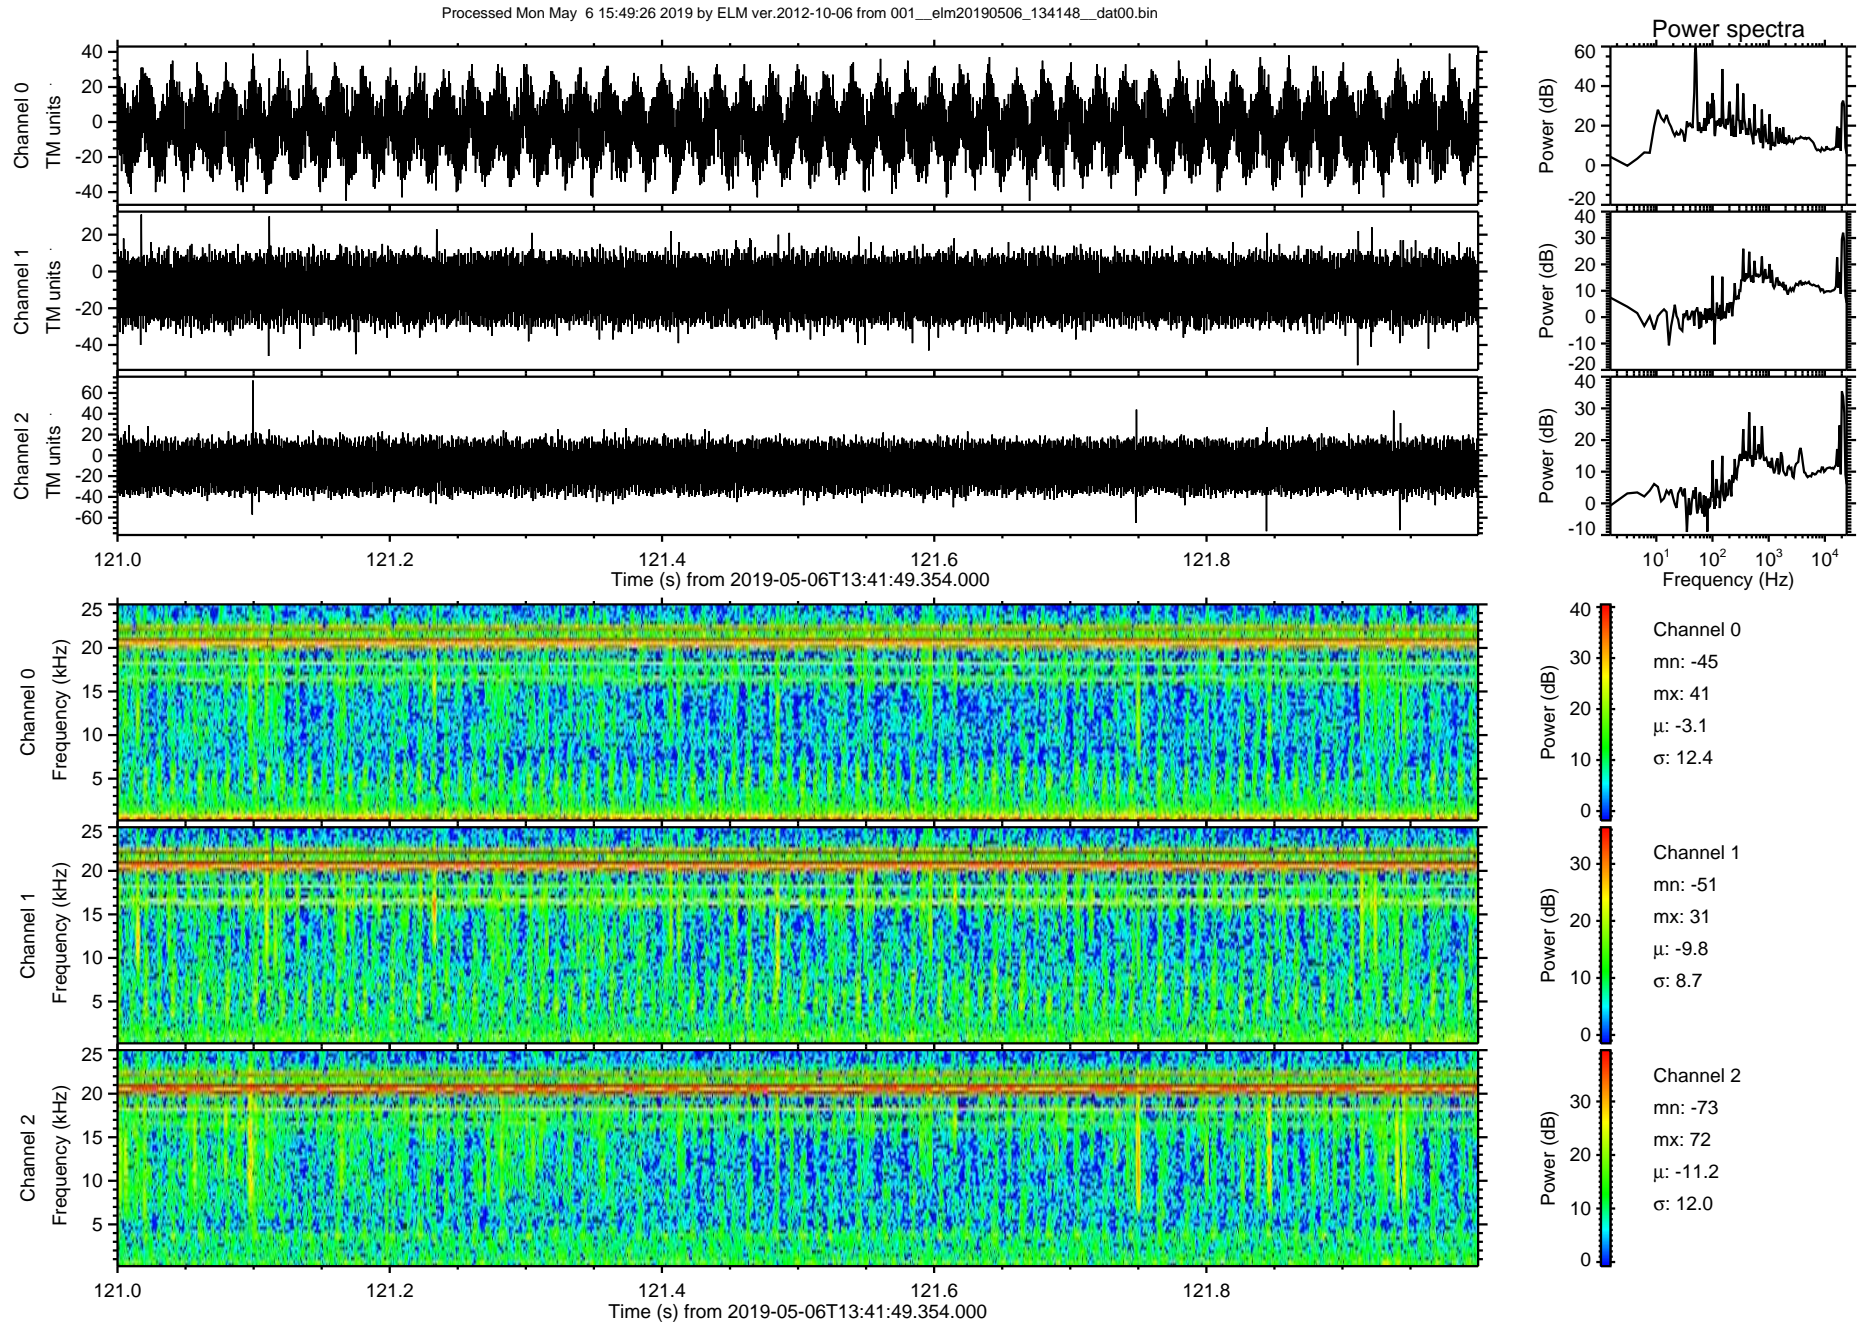 Processed Mon May  6 15:49:26 2019 by ELM ver.2012-10-06 from 001__elm20190506_134148__dat00.bin
Power spectra
Channel 0
TM units
40
20
0
-20
-40
Power (dB)
60
40
20
0
-20
Channel 1
TM units
20
0
-20
-40
Power (dB)
40
30
20
10
0
-10
-20
Channel 2
TM units
60
40
20
0
-20
-40
-60
Power (dB)
40
30
20
10
0
-10
121.0 121.2 121.4 121.6 121.8
Time (s) from 2019-05-06T13:41:49.354.000
10^1 10^2 10^3 10^4
Frequency (Hz)
Channel 0
Frequency (kHz)
25
20
15
10
5
Power (dB)
40
30
20
10
0
Channel 0
mn: -45
mx: 41
μ: -3.1
σ: 12.4
Channel 1
Frequency (kHz)
25
20
15
10
5
Power (dB)
30
20
10
0
Channel 1
mn: -51
mx: 31
μ: -9.8
σ: 8.7
Channel 2
Frequency (kHz)
25
20
15
10
5
Power (dB)
30
20
10
0
Channel 2
mn: -73
mx: 72
μ: -11.2
σ: 12.0
121.0 121.2 121.4 121.6 121.8
Time (s) from 2019-05-06T13:41:49.354.000